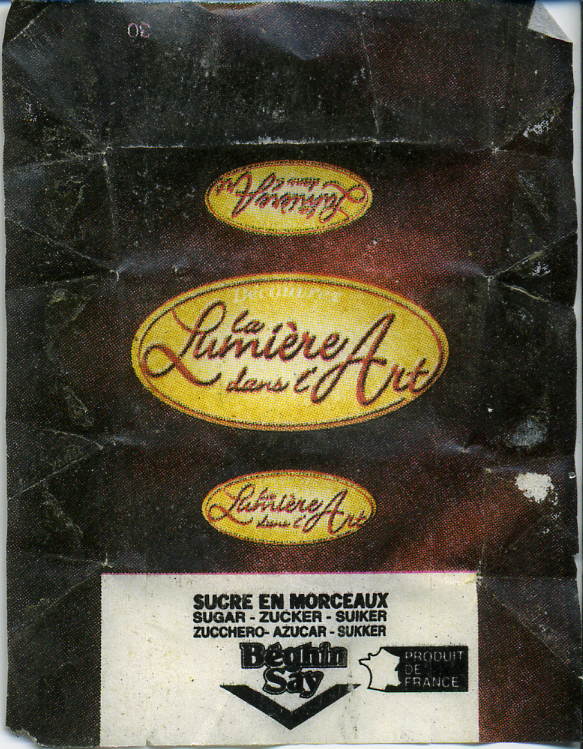 30
La
Lumière Art
dans l'
Découvrez
La
Lumière Art
dans l'
La
Lumière Art
dans l'
SUCRE EN MORCEAUX
SUGAR - ZUCKER - SUIKER
ZUCCHERO - AZUCAR - SUKKER
Béghin
Say
PRODUIT
DE
FRANCE